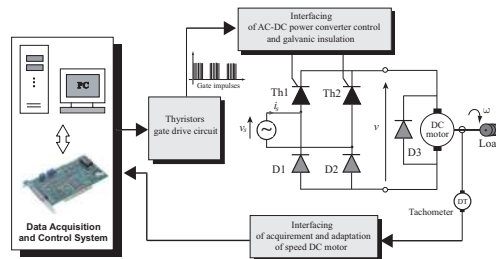 Interfacing
of AC-DC power converter control
and galvanic insulation
PC
Gate impulses
Thyristors
gate drive circuit
Th1
Th2
i_s
v_s
v
D1
D2
D3
DC
motor
ω
Load
DT
Tachometer
Data Acquisition
and Control System
Interfacing
of acquirement and adaptation
of speed DC motor